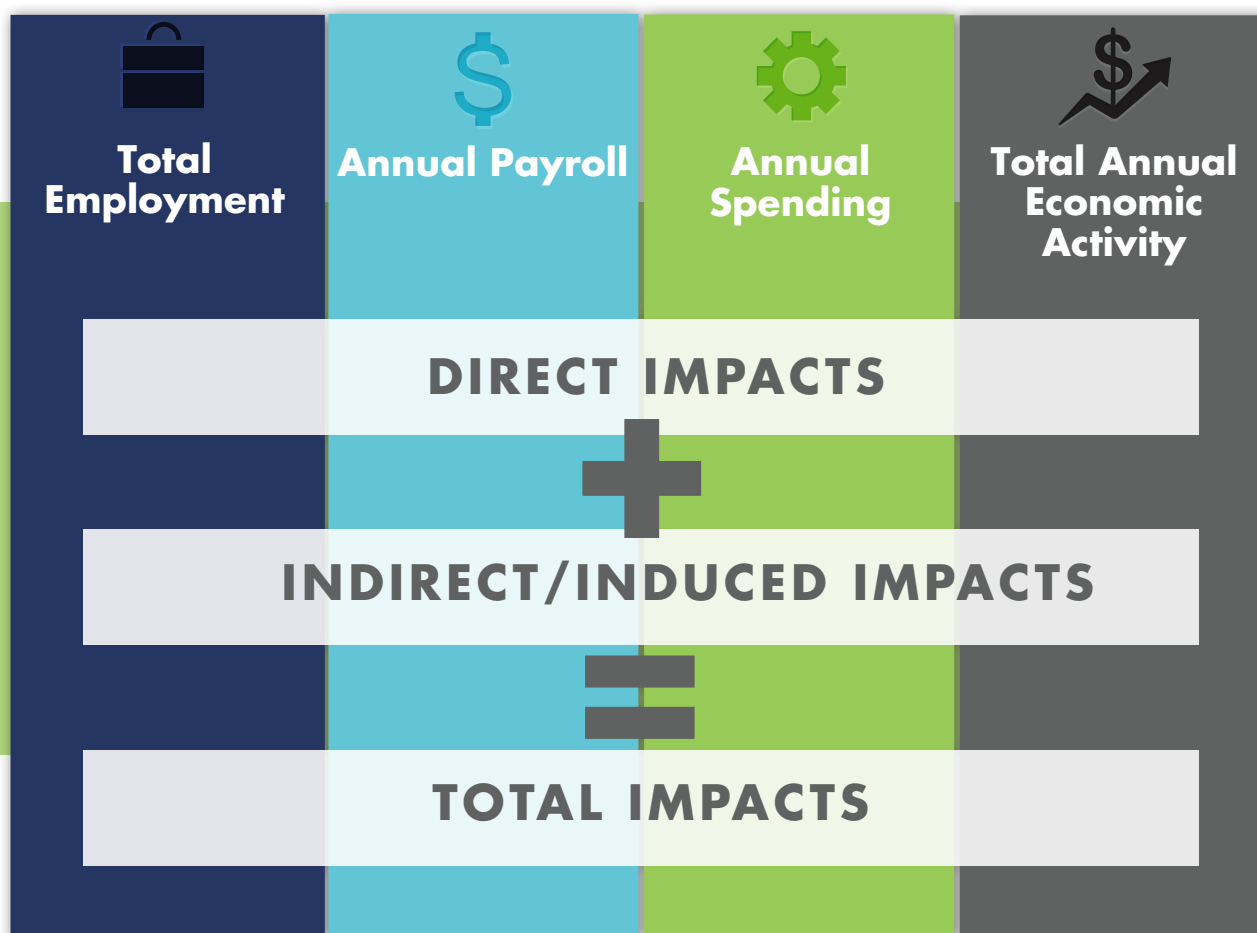 Total
Employment
Annual Payroll
Annual
Spending
Total Annual
Economic
Activity
DIRECT IMPACTS
+
INDIRECT/INDUCED IMPACTS
=
TOTAL IMPACTS